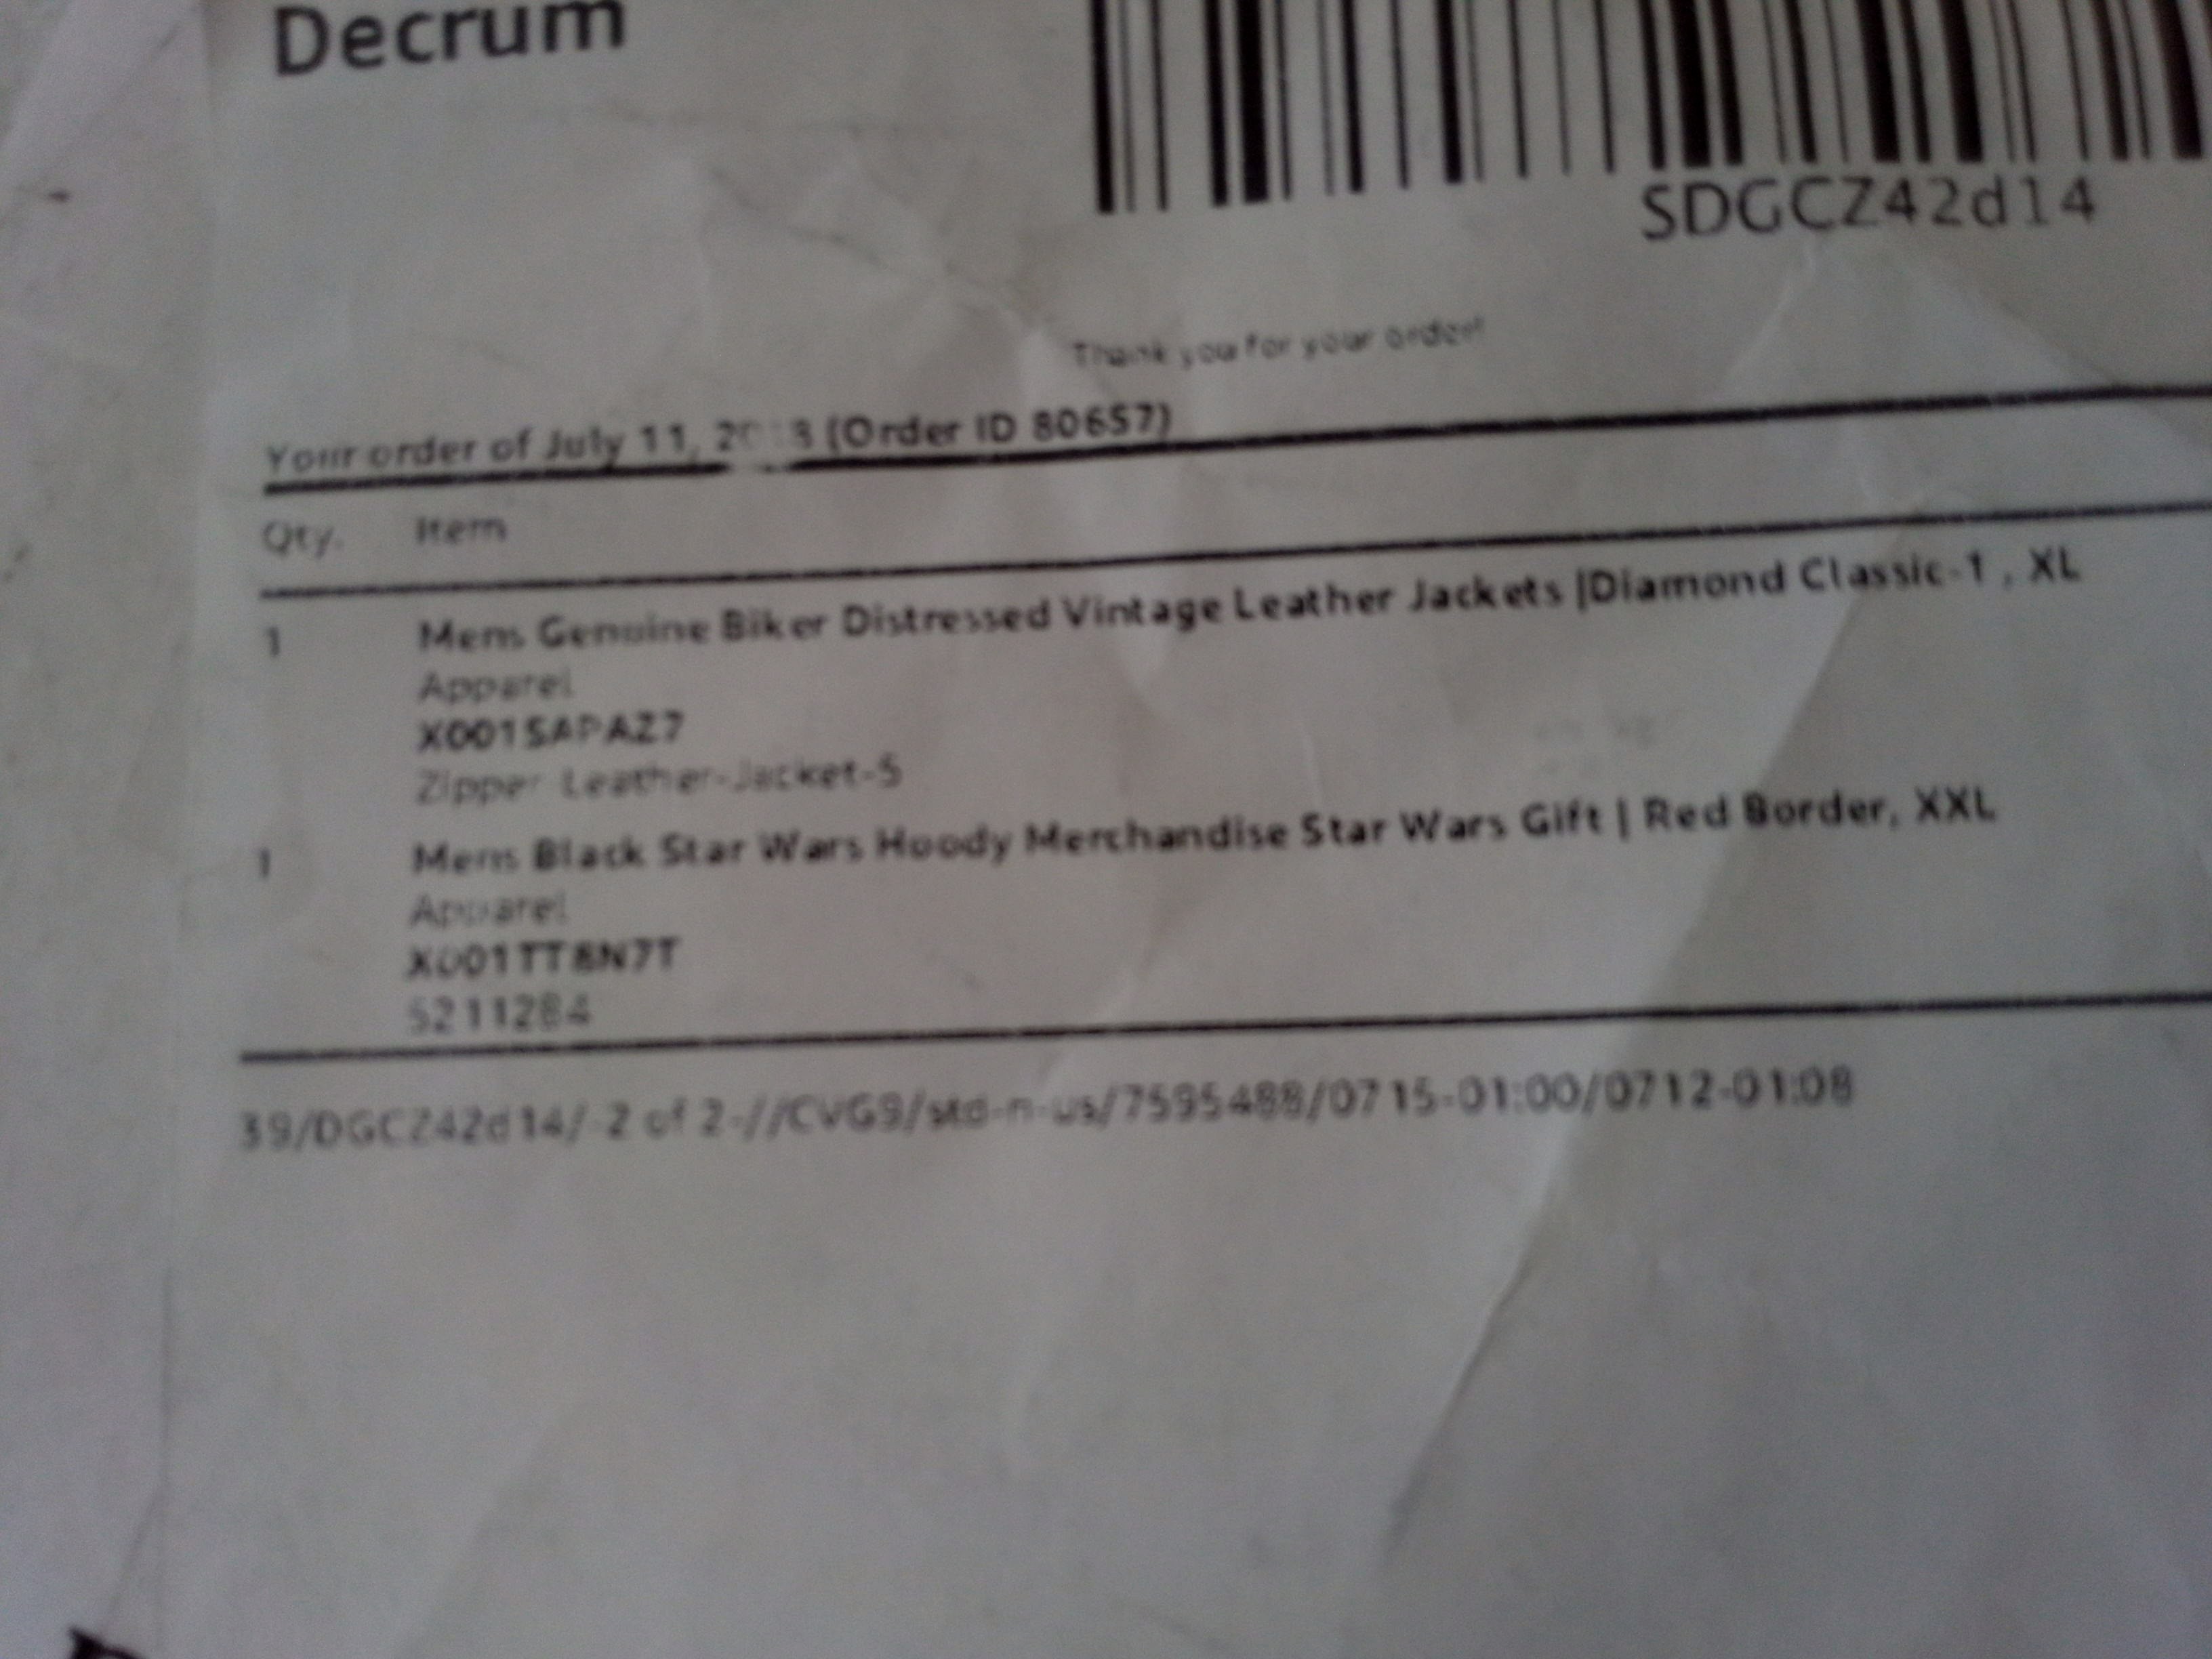 Decrum
SDGCZ42d14
Thank you for your order!
Your order of July 11, (Order ID 80657)
Qty. Item
1 Mens Genuine Biker Distressed Vintage Leather Jackets |Diamond Classic-1 , XL
Apparel
X001SAPAZ7
Zipper-Leather-Jacket-5
1 Mens Black Star Wars Hoody Merchandise Star Wars Gift | Red Border, XXL
Apparel
X001TT8N7T
5211284
39/DGCZ42d14/-2 of 2-//CVG9/std-n-us/7595488/0715-01:00/0712-01:08